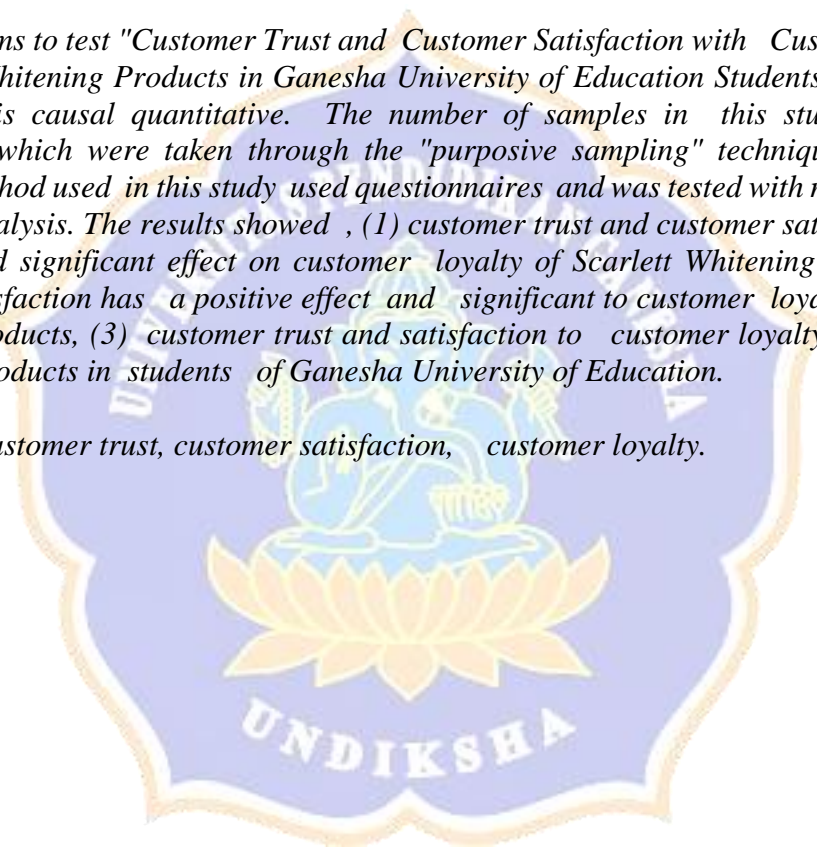 ms to test "Customer Trust and Customer Satisfaction with Cus
hitening Products in Ganesha University of Education Students
is causal quantitative. The number of samples in this stu
which were taken through the "purposive sampling" techniqu
hod used in this study used questionnaires and was tested with
alysis. The results showed , (1) customer trust and customer sat
d significant effect on customer loyalty of Scarlett Whitening
sfaction has a positive effect and significant to customer loya
oducts, (3) customer trust and satisfaction to customer loyalty
oducts in students of Ganesha University of Education.
stomer trust, customer satisfaction, customer loyalty.
UNIVERSITAS PENDIDIKAN GANESHA
UNDIKSHA